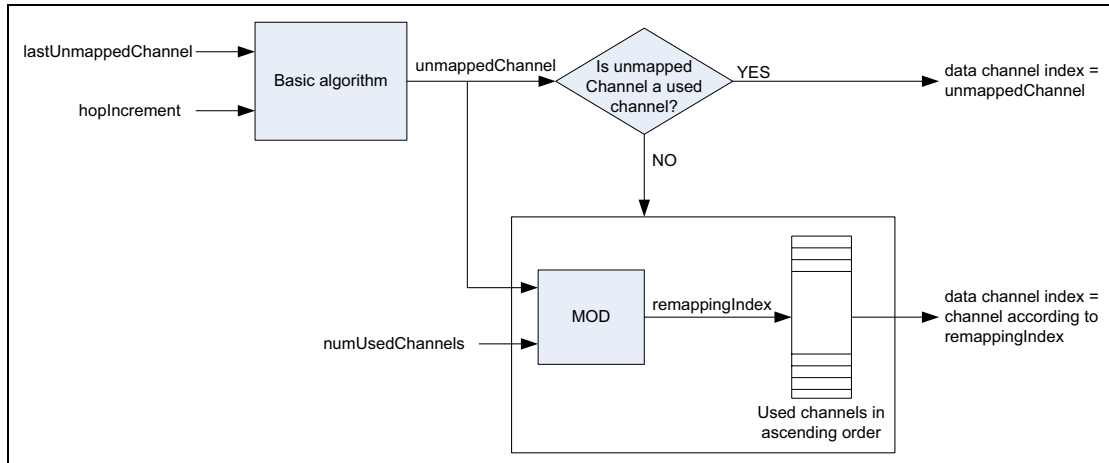 lastUnmappedChannel
hopIncrement
Basic algorithm
unmappedChannel
Is unmapped
Channel a used
channel?
YES
data channel index =
unmappedChannel
NO
numUsedChannels
MOD
remappingIndex
Used channels in
ascending order
data channel index =
channel according to
remappingIndex